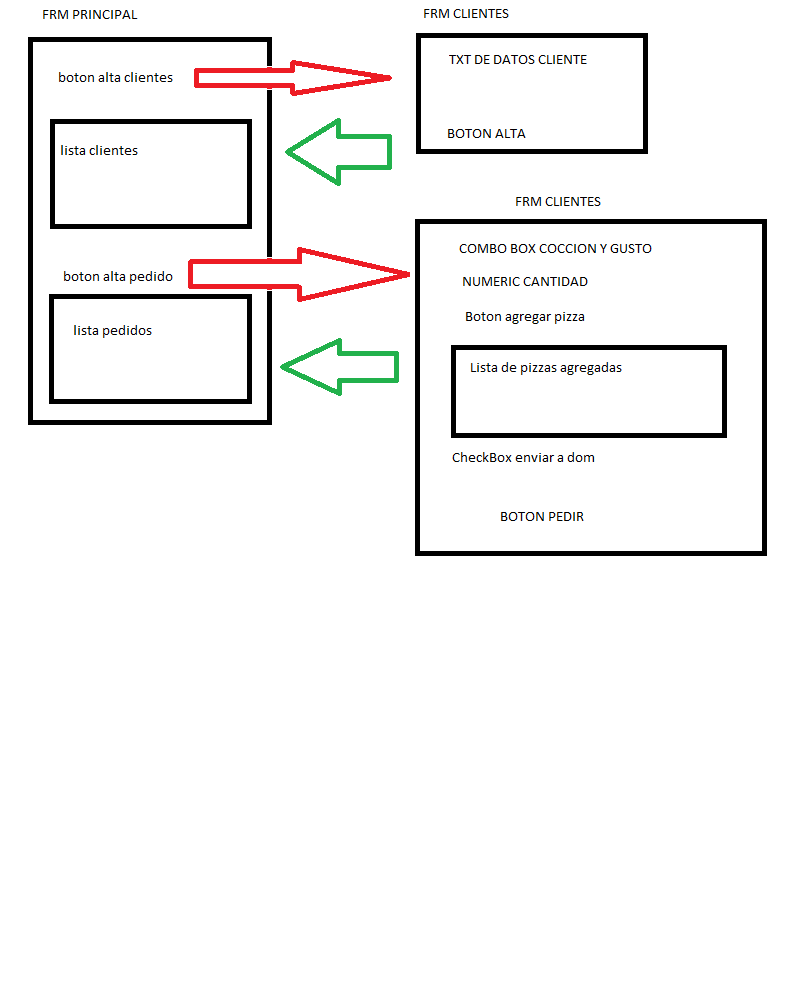 FRM PRINCIPAL
boton alta clientes
lista clientes
boton alta pedido
lista pedidos
FRM CLIENTES
TXT DE DATOS CLIENTE
BOTON ALTA
FRM CLIENTES
COMBO BOX COCCION Y GUSTO
NUMERIC CANTIDAD
Boton agregar pizza
Lista de pizzas agregadas
CheckBox enviar a dom
BOTON PEDIR